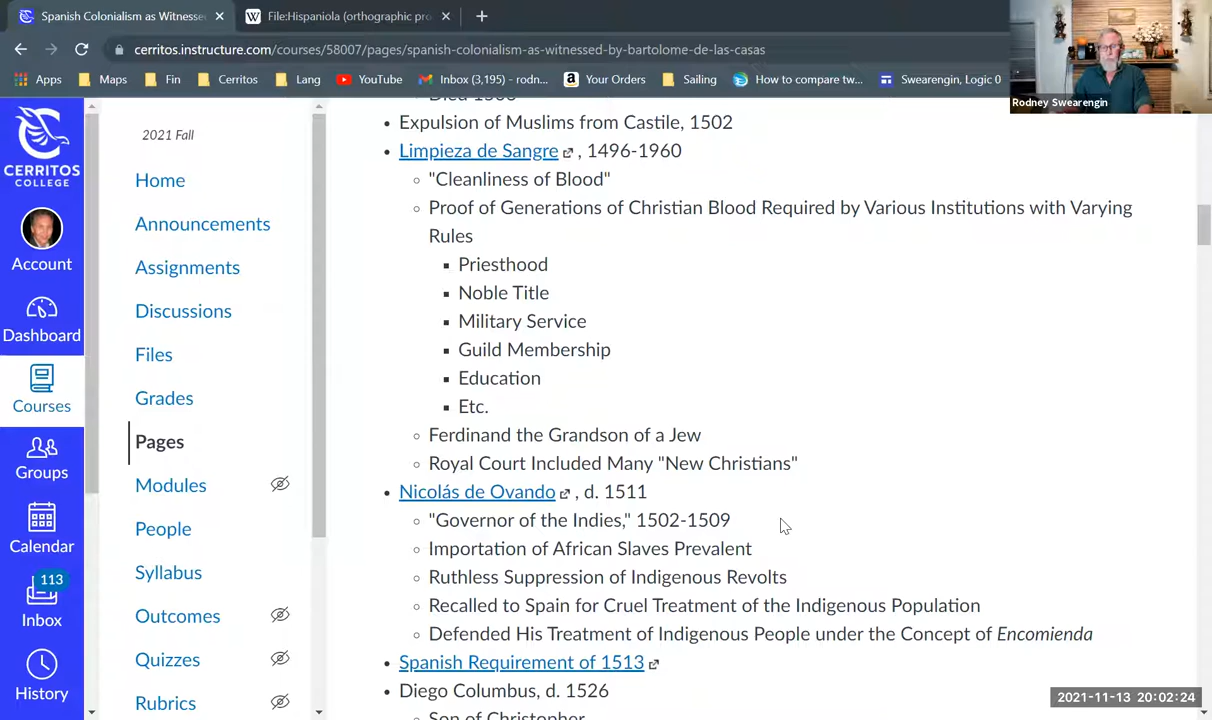 Spanish Colonialism as Witnesse
File:Hispaniola (orthographic pro
cerritos.instructure.com/courses/58007/pages/spanish-colonialism-as-witnessed-by-bartolome-de-las-casas
Apps
Maps
Fin
Cerritos
Lang
YouTube
Inbox (3,195) - rodn...
Your Orders
Sailing
How to compare tw...
Swearengin, Logic 0
Rodney Swearengin
CERRITOS
COLLEGE
Account
Dashboard
Courses
Groups
Calendar
113
Inbox
History
2021 Fall
Home
Announcements
Assignments
Discussions
Files
Grades
Pages
Modules
People
Syllabus
Outcomes
Quizzes
Rubrics
Expulsion of Muslims from Castile, 1502
Limpieza de Sangre , 1496-1960
"Cleanliness of Blood"
Proof of Generations of Christian Blood Required by Various Institutions with Varying
Rules
Priesthood
Noble Title
Military Service
Guild Membership
Education
Etc.
Ferdinand the Grandson of a Jew
Royal Court Included Many "New Christians"
Nicolás de Ovando , d. 1511
"Governor of the Indies," 1502-1509
Importation of African Slaves Prevalent
Ruthless Suppression of Indigenous Revolts
Recalled to Spain for Cruel Treatment of the Indigenous Population
Defended His Treatment of Indigenous People under the Concept of Encomienda
Spanish Requirement of 1513
Diego Columbus, d. 1526
Son of Christopher
2021-11-13 20:02:24